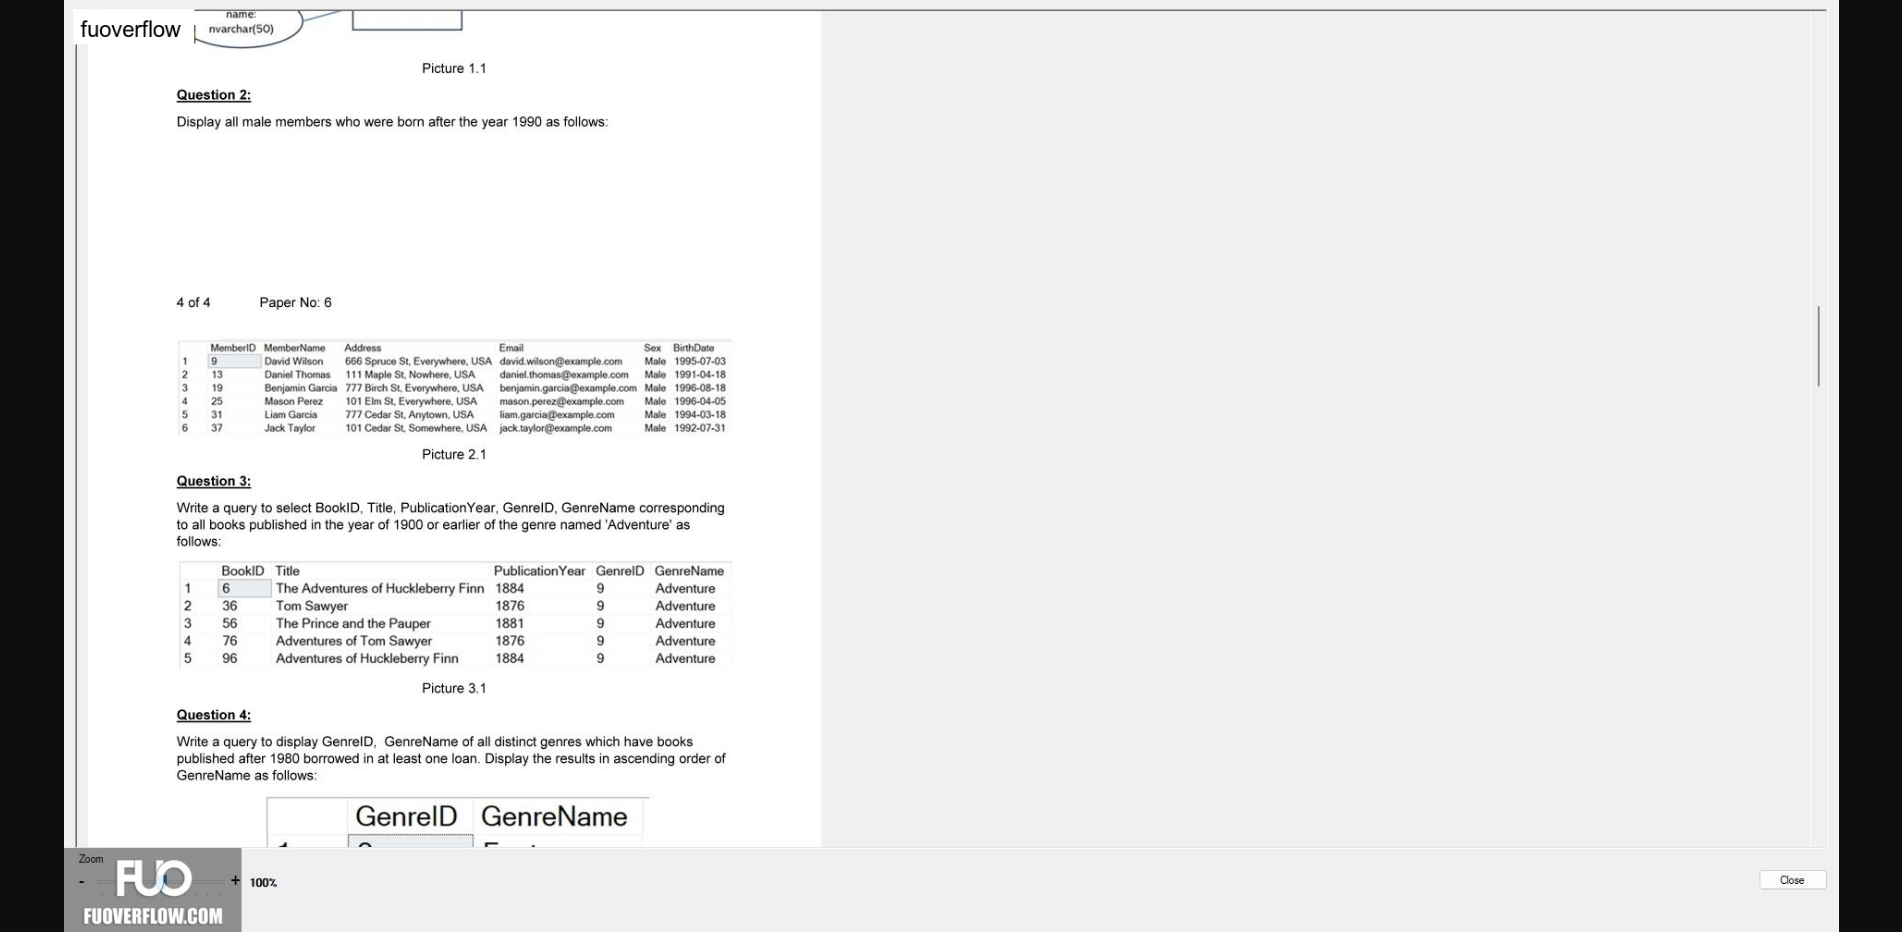 name:
fuoverflow
nvarchar(50)
Picture 1.1
Question 2:
Display all male members who were born after the year 1990 as follows:
4 of 4 Paper No: 6
MemberID MemberName Address Email Sex BirthDate
1 9 David Wilson 666 Spruce St, Everywhere, USA david.wilson@example.com Male 1995-07-03
2 13 Daniel Thomas 111 Maple St, Nowhere, USA daniel.thomas@example.com Male 1991-04-18
3 19 Benjamin Garcia 777 Birch St, Everywhere, USA benjamin.garcia@example.com Male 1996-08-18
4 25 Mason Perez 101 Elm St, Everywhere, USA mason.perez@example.com Male 1996-04-05
5 31 Liam Garcia 777 Cedar St, Anytown, USA liam.garcia@example.com Male 1994-03-18
6 37 Jack Taylor 101 Cedar St, Somewhere, USA jack.taylor@example.com Male 1992-07-31
Picture 2.1
Question 3:
Write a query to select BookID, Title, PublicationYear, GenreID, GenreName corresponding
to all books published in the year of 1900 or earlier of the genre named 'Adventure' as
follows:
BookID Title PublicationYear GenreID GenreName
1 6 The Adventures of Huckleberry Finn 1884 9 Adventure
2 36 Tom Sawyer 1876 9 Adventure
3 56 The Prince and the Pauper 1881 9 Adventure
4 76 Adventures of Tom Sawyer 1876 9 Adventure
5 96 Adventures of Huckleberry Finn 1884 9 Adventure
Picture 3.1
Question 4:
Write a query to display GenreID, GenreName of all distinct genres which have books
published after 1980 borrowed in at least one loan. Display the results in ascending order of
GenreName as follows:
GenreID GenreName
Zoom
- + 100%
FUO
FUOVERFLOW.COM
Close